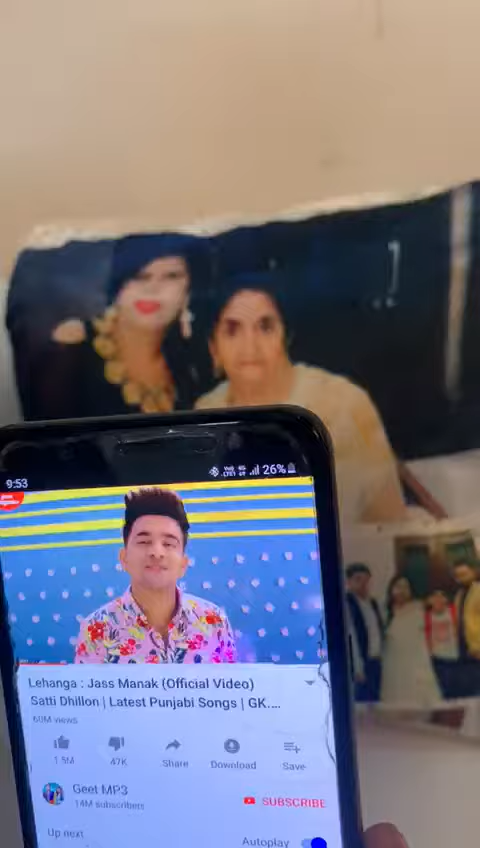 9:53
26%
Lehanga : Jass Manak (Official Video)
Satti Dhillon | Latest Punjabi Songs | GK....
60M views
1.5M
47K
Share
Download
Save
Geet MP3
14M subscribers
SUBSCRIBE
Up next
Autoplay